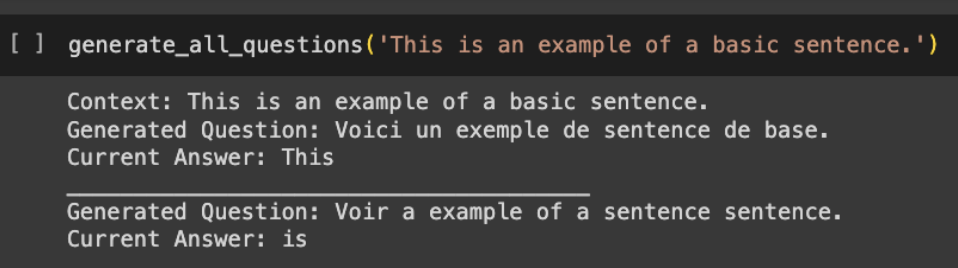 [ ] generate_all_questions('This is an example of a basic sentence.')
Context: This is an example of a basic sentence.
Generated Question: Voici un exemple de sentence de base.
Current Answer: This
Generated Question: Voir a example of a sentence sentence.
Current Answer: is